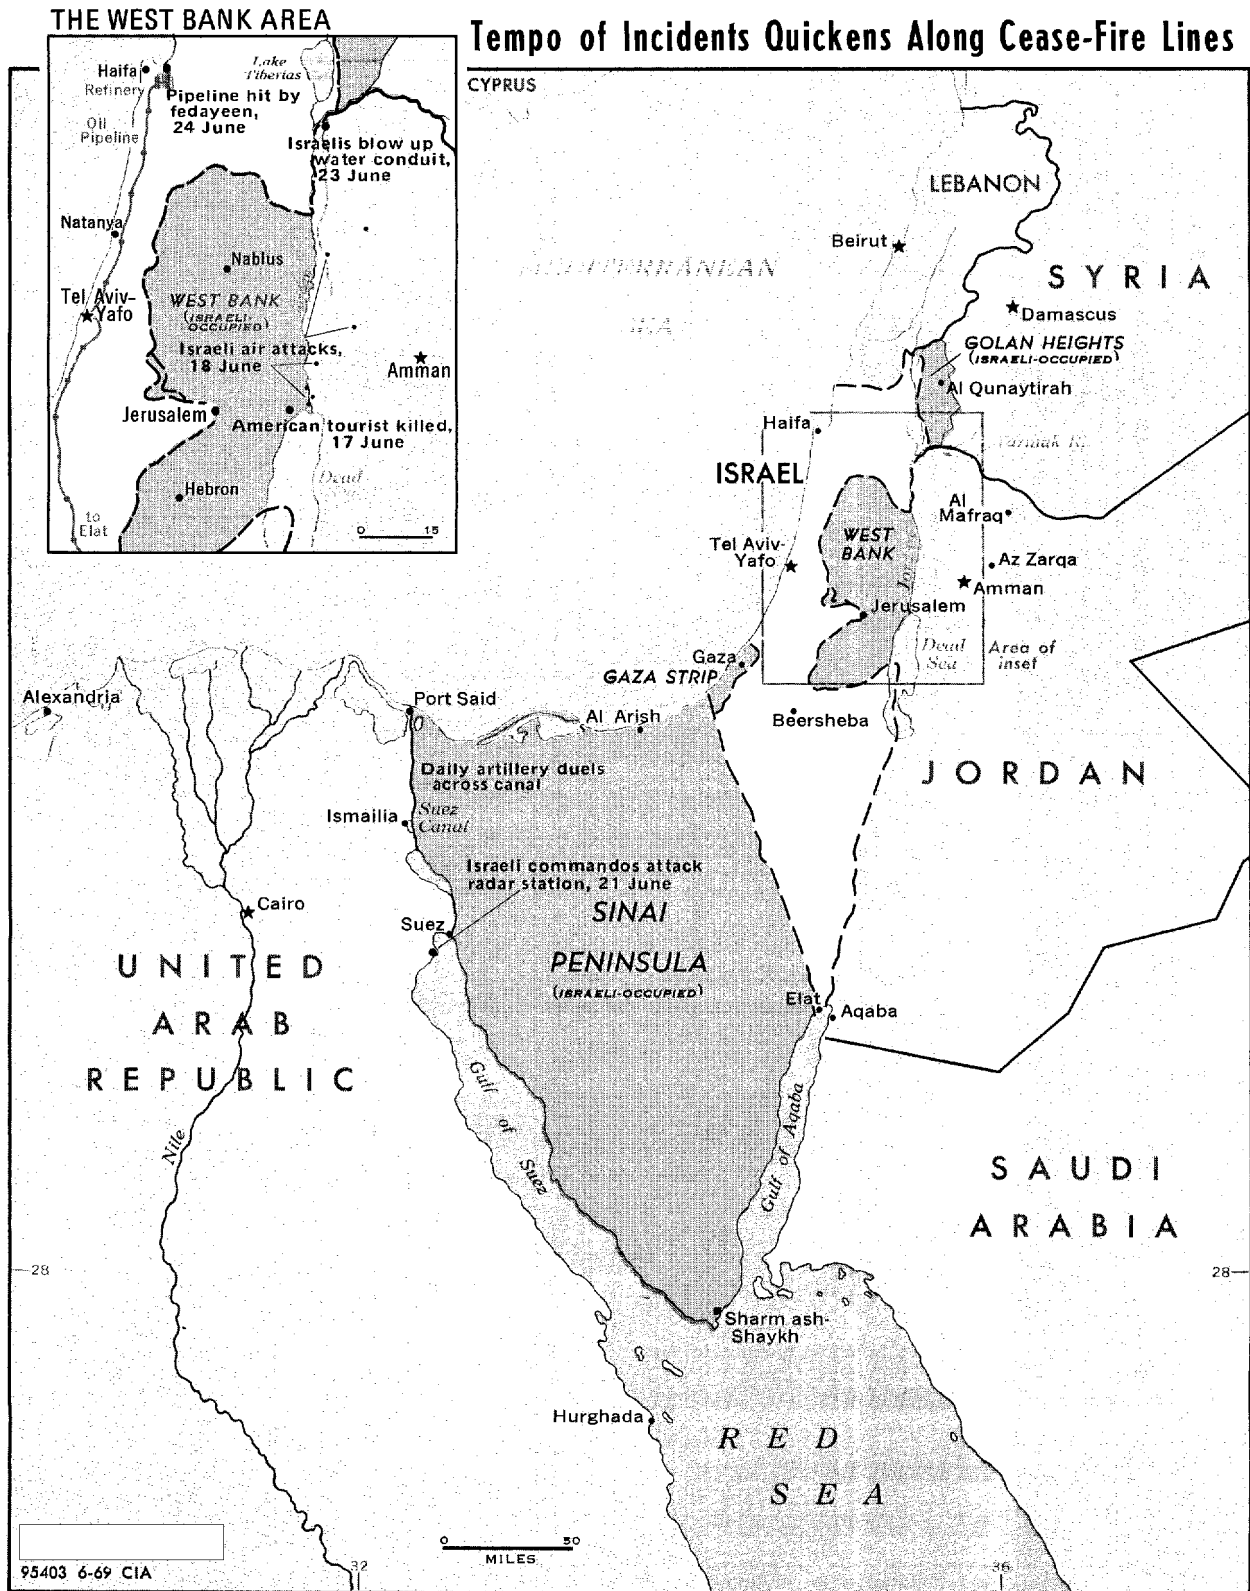 THE WEST BANK AREA
Tempo of Incidents Quickens Along Cease-Fire Lines
Haifa
Refinery
Lake
Tiberias
Pipeline hit by
fedayeen,
24 June
Oil
Pipeline
Israelis blow up
water conduit,
23 June
Natanya
Nablus
Tel Aviv-
Yafo
WEST BANK
(ISRAELI-
OCCUPIED)
Israeli air attacks,
18 June
Amman
Jerusalem
American tourist killed,
17 June
Dead
Hebron
to
Elat
0 15
CYPRUS
LEBANON
Beirut
MEDITERRANEAN
SEA
SYRIA
Damascus
GOLAN HEIGHTS
(ISRAELI-OCCUPIED)
Al Qunaytirah
Haifa
Yarmuk R.
ISRAEL
Al
Mafraq
WEST
BANK
Tel Aviv-
Yafo
Az Zarqa
Amman
Jerusalem
Dead
Sea
Area of
inset
Gaza
GAZA STRIP
Alexandria
Port Said
Al Arish
Beersheba
JORDAN
Daily artillery duels
across canal
Ismailia
Suez
Canal
Israeli commandos attack
radar station, 21 June
Cairo
SINAI
PENINSULA
(ISRAELI-OCCUPIED)
Suez
UNITED
ARAB
REPUBLIC
Elat
Aqaba
Gulf of Suez
Gulf of Aqaba
Nile
SAUDI
ARABIA
28
28
Sharm ash-
Shaykh
Hurghada
RED
SEA
0 50
MILES
95403 6-69 CIA
32
36